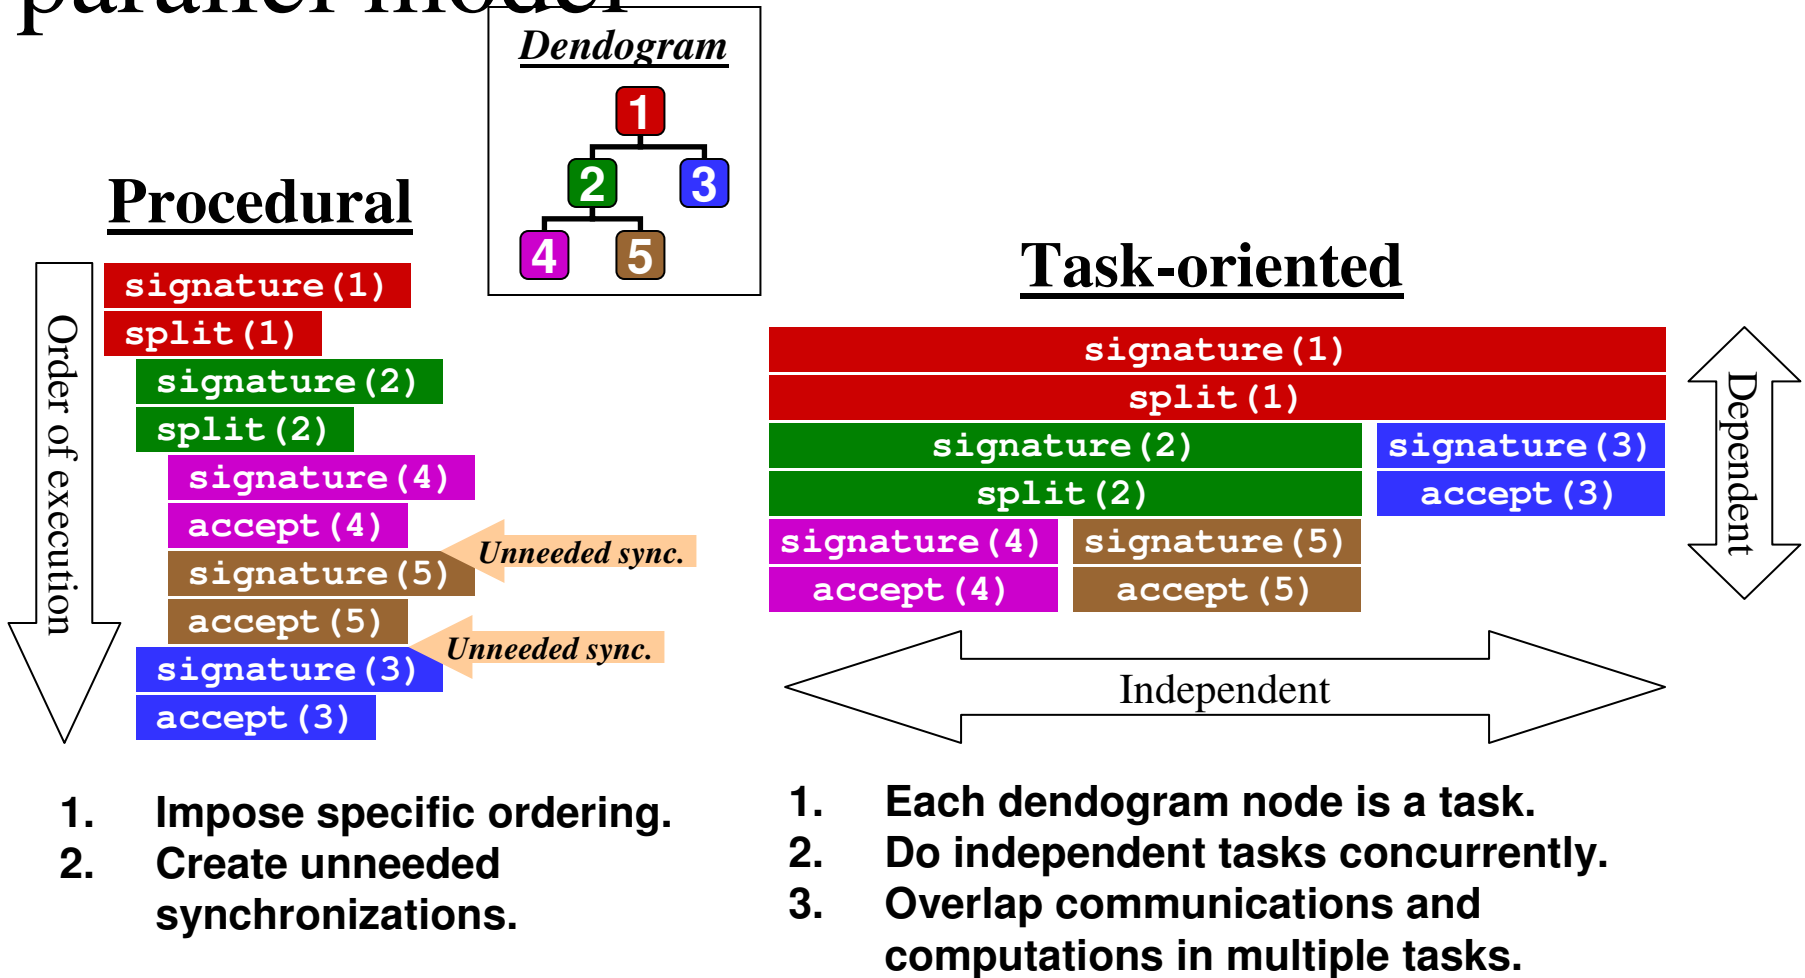 parallel model
Dendogram
1
2
3
4
5
Procedural
Order of execution
signature(1)
split(1)
signature(2)
split(2)
signature(4)
accept(4)
signature(5)
accept(5)
signature(3)
accept(3)
Unneeded sync.
Unneeded sync.
1. Impose specific ordering.
2. Create unneeded
synchronizations.
Task-oriented
signature(1)
split(1)
signature(2)
signature(3)
split(2)
accept(3)
signature(4)
signature(5)
accept(4)
accept(5)
Dependent
Independent
1. Each dendogram node is a task.
2. Do independent tasks concurrently.
3. Overlap communications and
computations in multiple tasks.